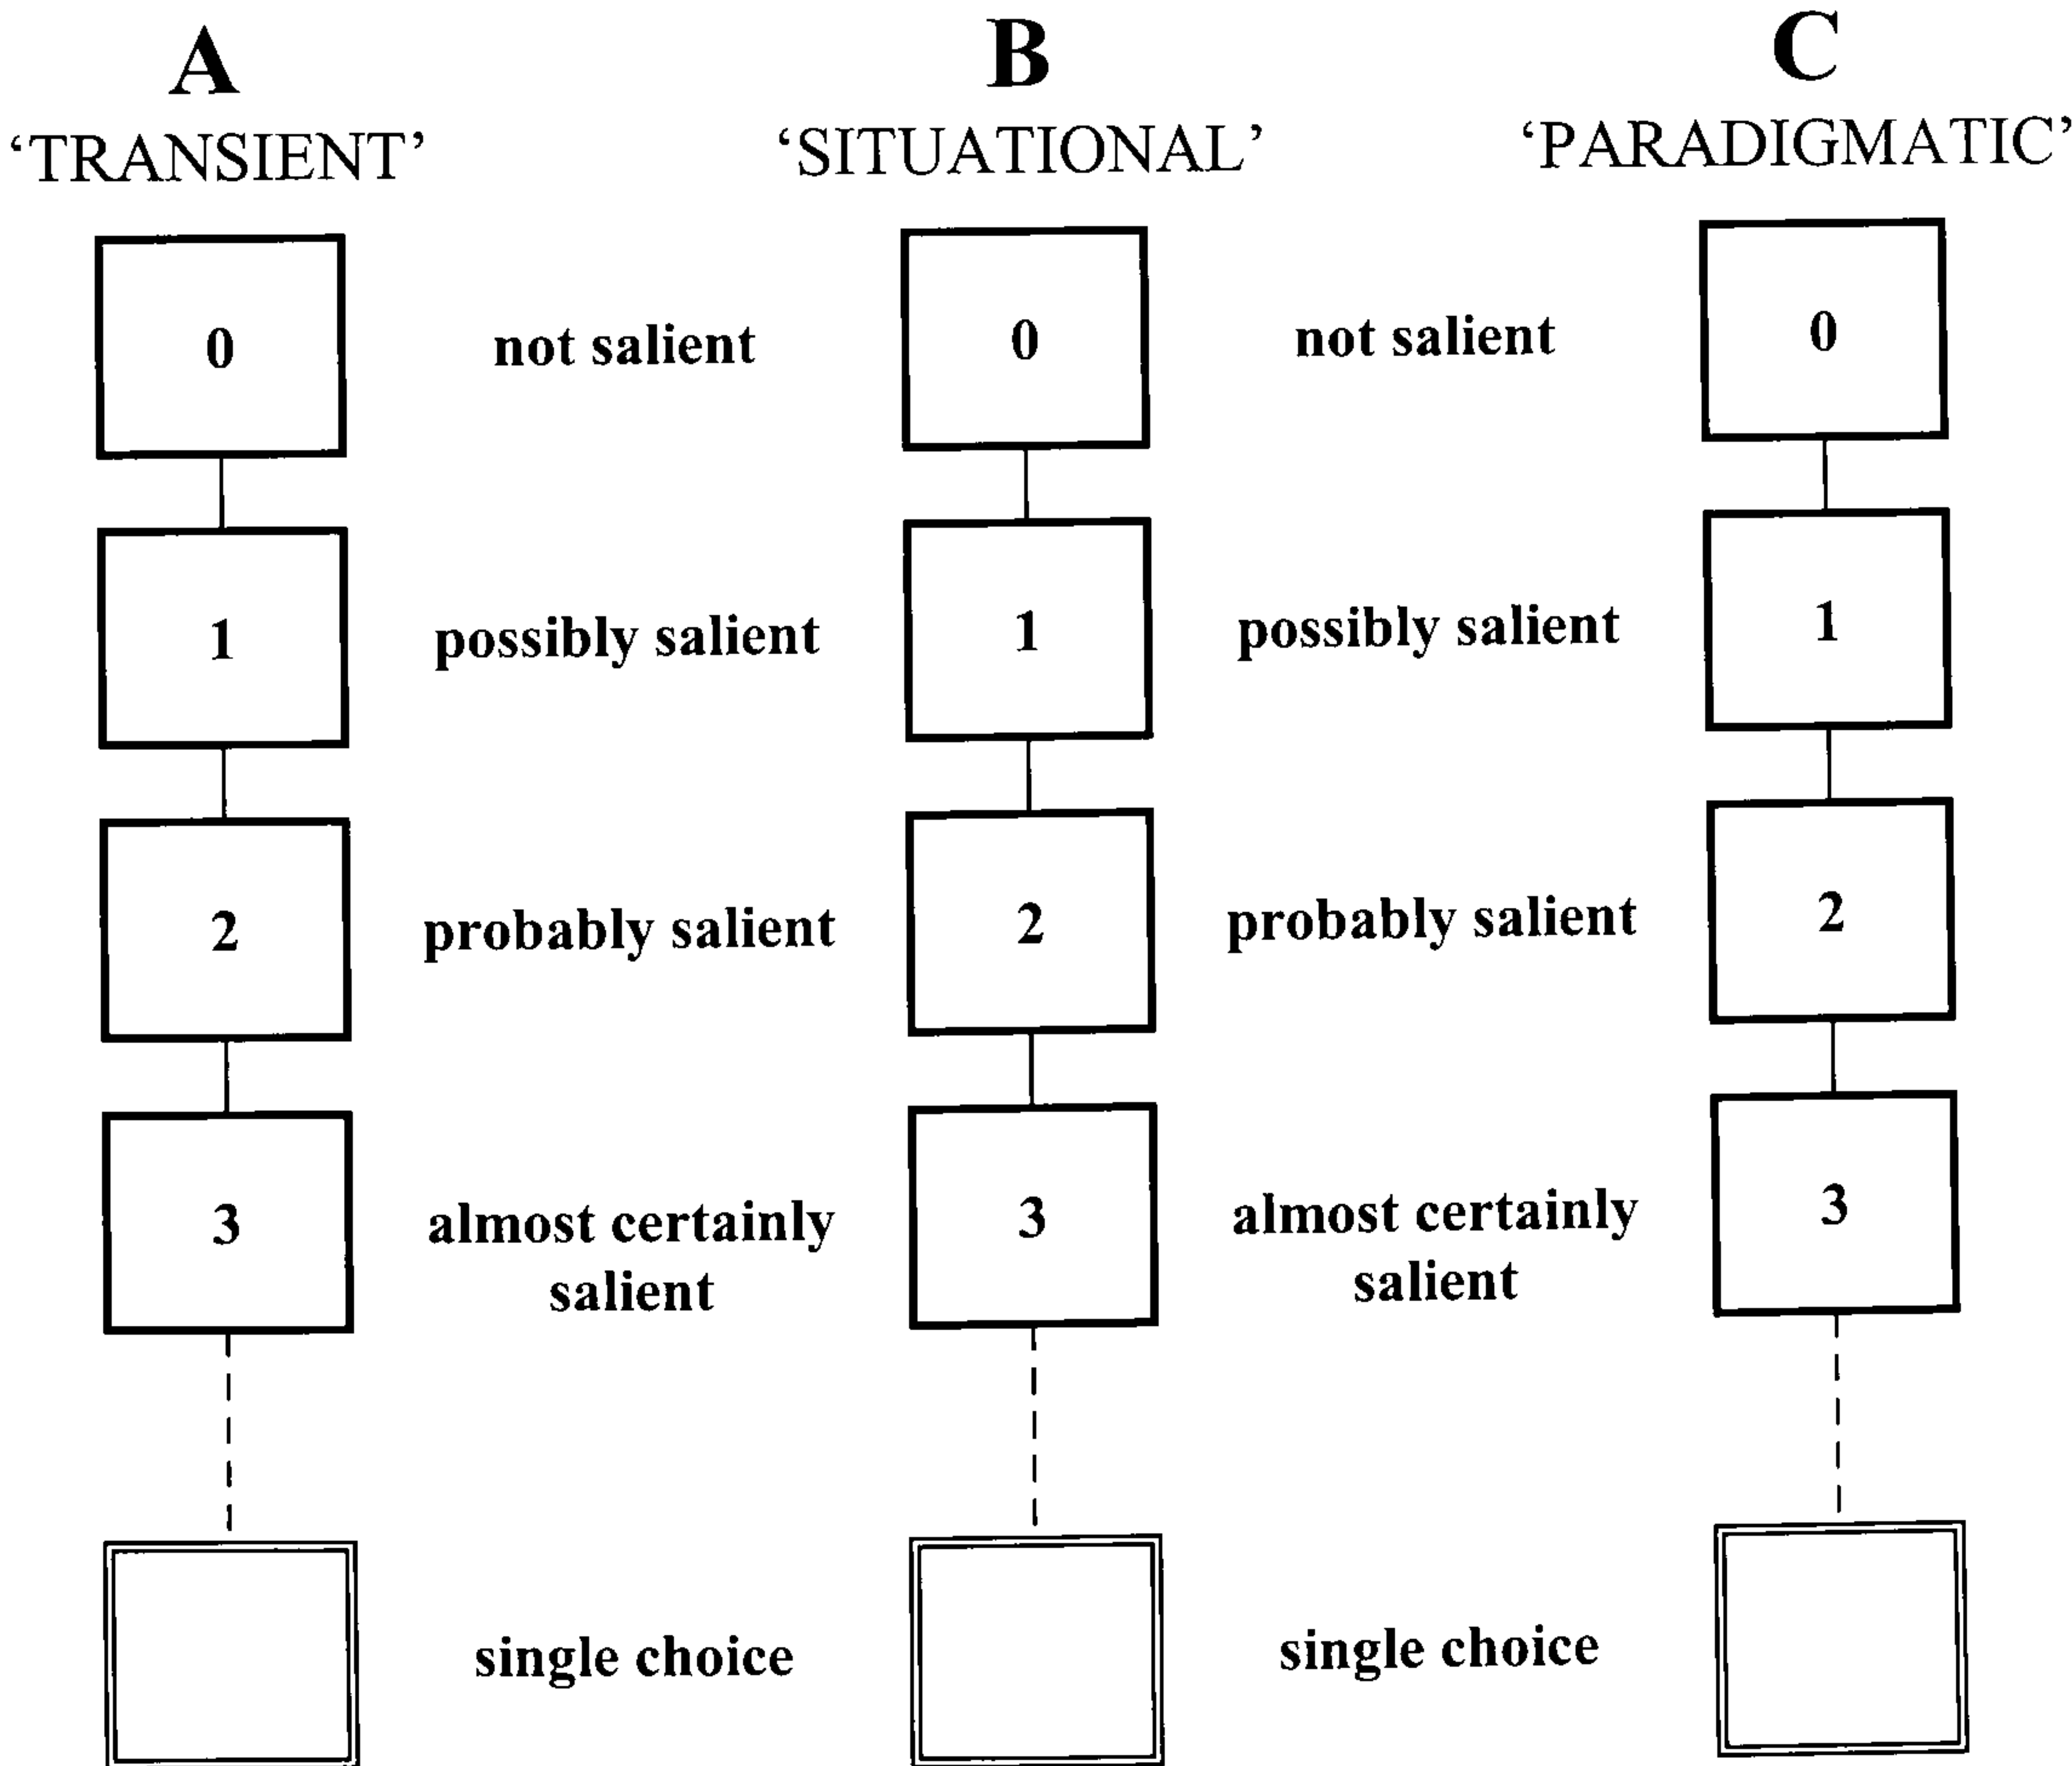 A B C
‘TRANSIENT’ ‘SITUATIONAL’ ‘PARADIGMATIC’
0 not salient 0 not salient 0
1 possibly salient 1 possibly salient 1
2 probably salient 2 probably salient 2
3 almost certainly 3 almost certainly 3
salient salient
single choice single choice